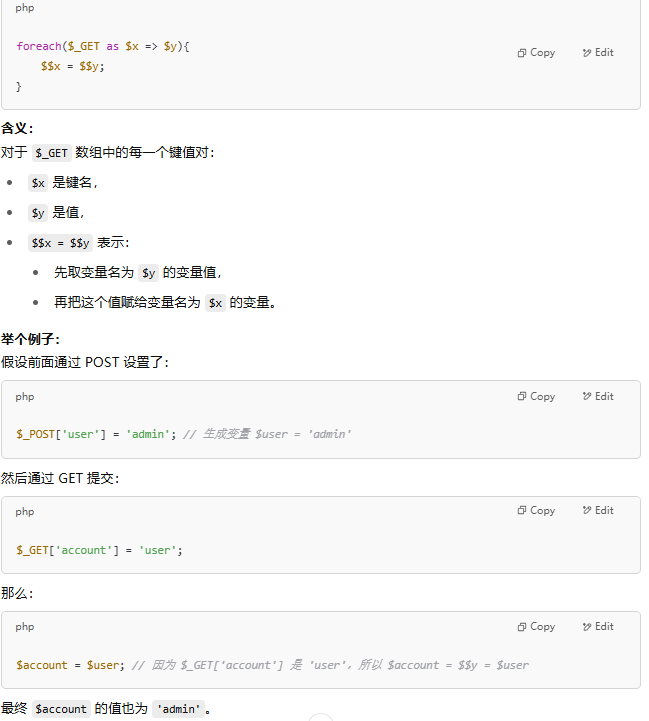 php
Copy Edit
foreach($_GET as $x => $y){
    $$x = $$y;
}
含义：
对于 $_GET 数组中的每一个键值对：
• $x 是键名，
• $y 是值，
• $$x = $$y 表示：
• 先取变量名为 $y 的变量值，
• 再把这个值赋给变量名为 $x 的变量。
举个例子：
假设前面通过 POST 设置了：
php Copy Edit
$_POST['user'] = 'admin'; // 生成变量 $user = 'admin'
然后通过 GET 提交：
php Copy Edit
$_GET['account'] = 'user';
那么：
php Copy Edit
$account = $user; // 因为 $_GET['account'] 是 'user'，所以 $account = $$y = $user
最终 $account 的值也为 'admin'。